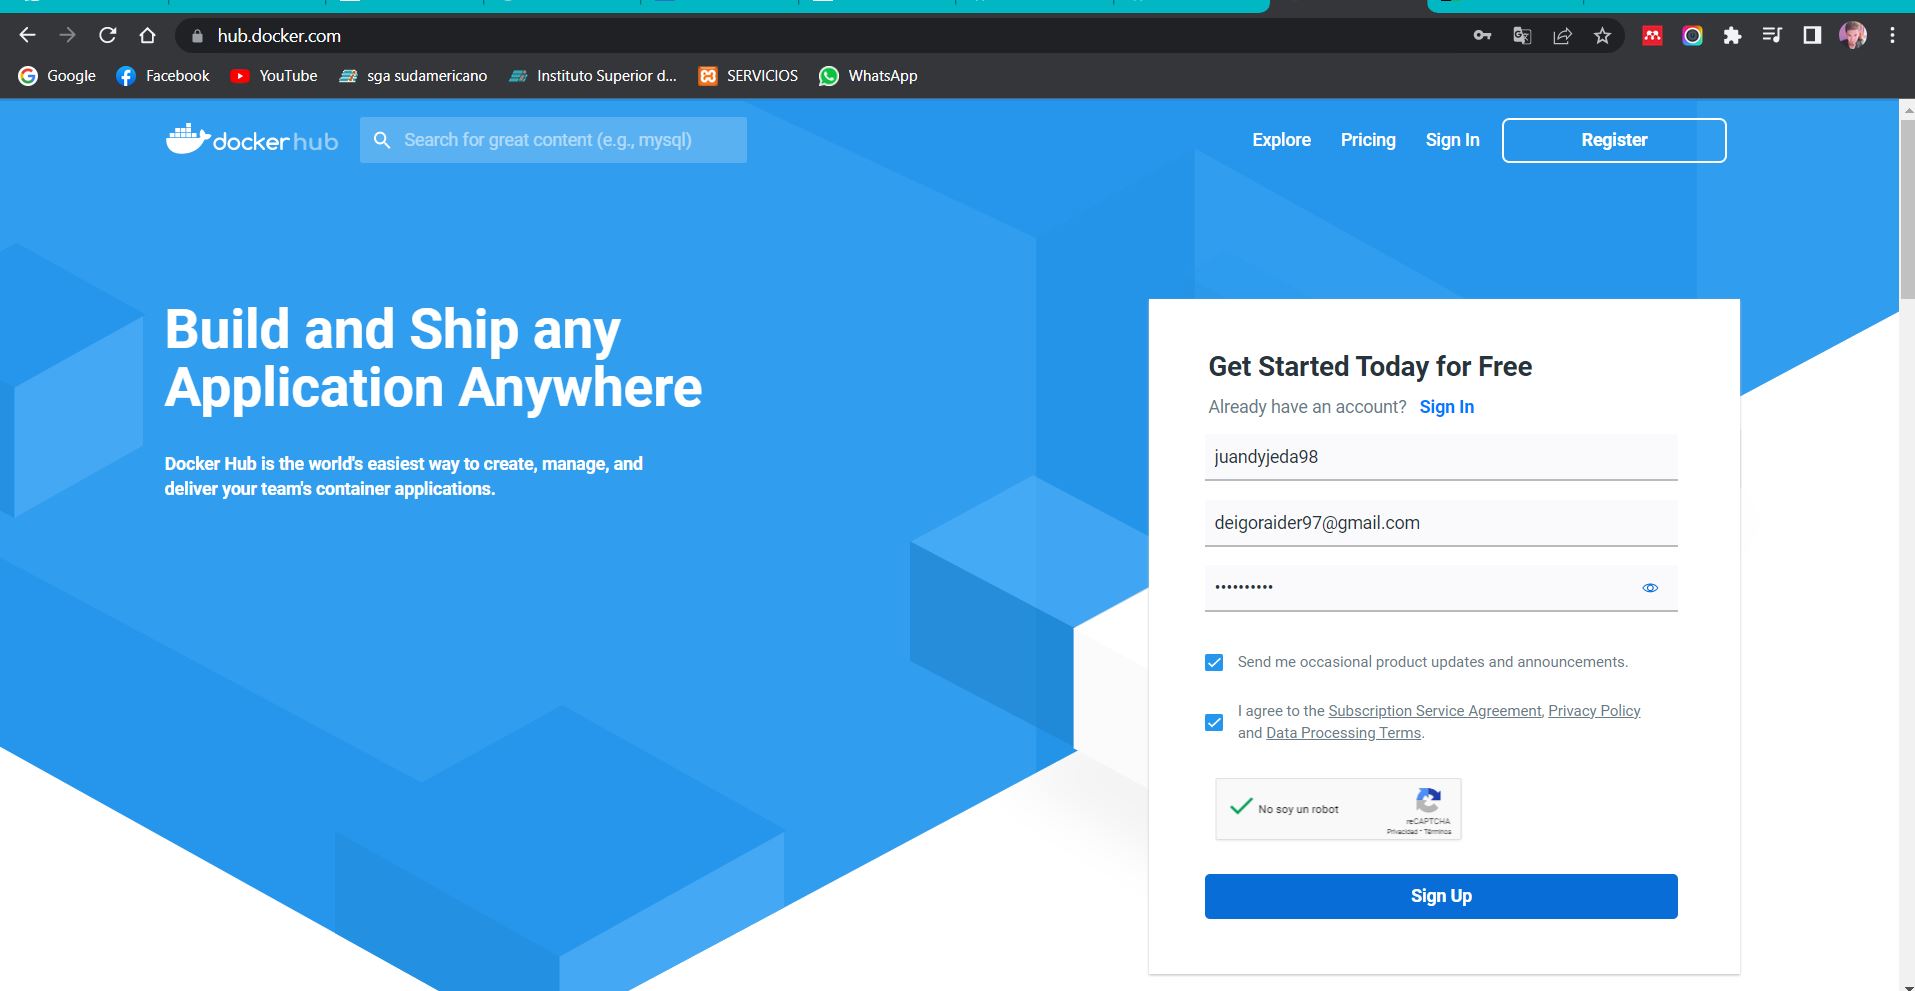 hub.docker.com
Google Facebook YouTube sga sudamericano Instituto Superior d... SERVICIOS WhatsApp
docker hub
Search for great content (e.g., mysql)
Explore Pricing Sign In Register
Build and Ship any
Application Anywhere
Docker Hub is the world's easiest way to create, manage, and
deliver your team's container applications.
Get Started Today for Free
Already have an account? Sign In
juandyjeda98
deigoraider97@gmail.com
••••••••••
Send me occasional product updates and announcements.
I agree to the Subscription Service Agreement, Privacy Policy
and Data Processing Terms.
No soy un robot
reCAPTCHA
Privacidad - Términos
Sign Up